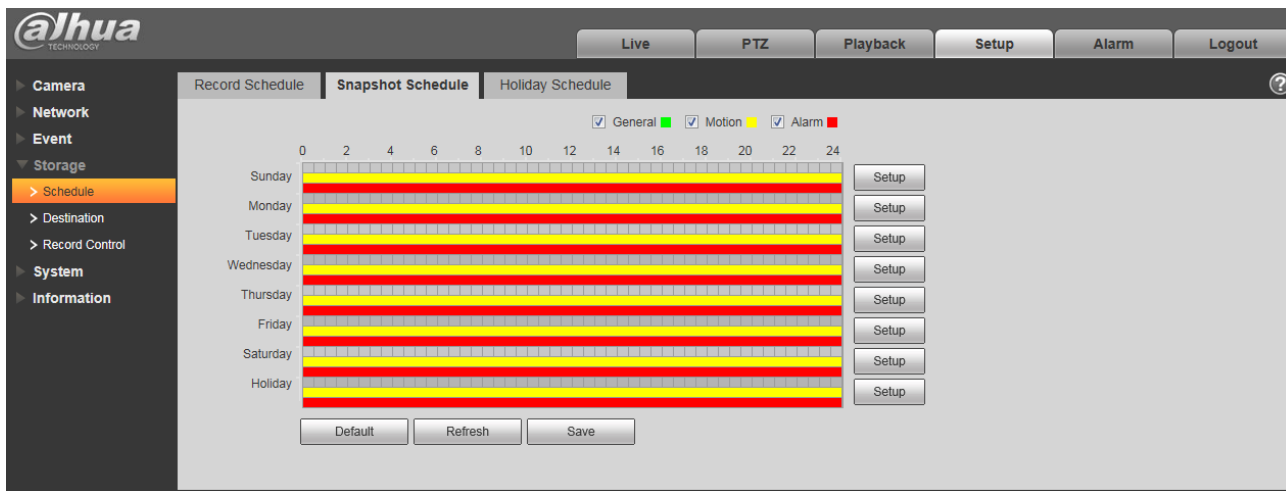 alhua
TECHNOLOGY
Live PTZ Playback Setup Alarm Logout
Camera
Network
Event
Storage
> Schedule
> Destination
> Record Control
System
Information
Record Schedule Snapshot Schedule Holiday Schedule ?
General Motion Alarm
0 2 4 6 8 10 12 14 16 18 20 22 24
Sunday Setup
Monday Setup
Tuesday Setup
Wednesday Setup
Thursday Setup
Friday Setup
Saturday Setup
Holiday Setup
Default Refresh Save